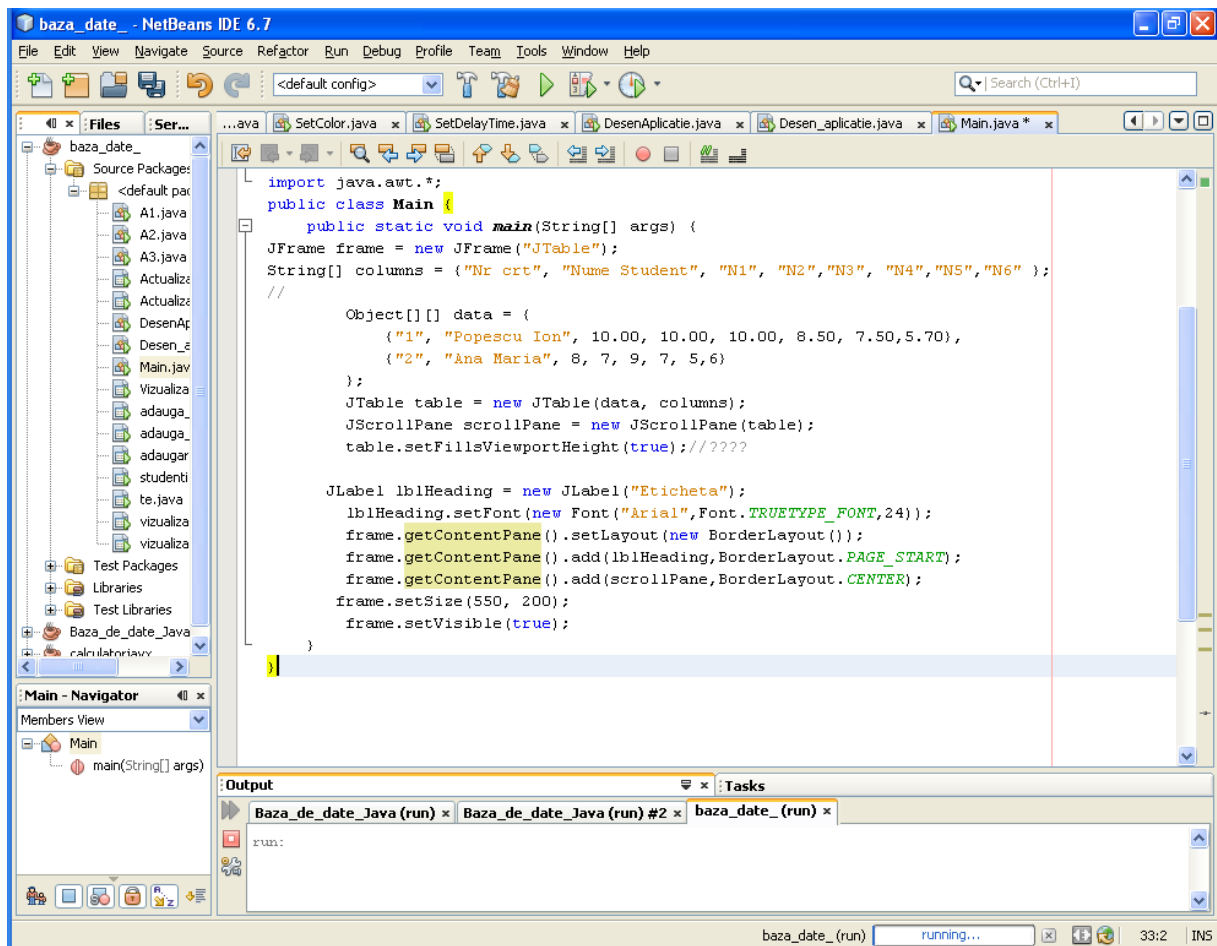 baza_date_ - NetBeans IDE 6.7
File Edit View Navigate Source Refactor Run Debug Profile Team Tools Window Help
<default config>
Search (Ctrl+I)
Files
Ser...
...ava
SetColor.java
SetDelayTime.java
DesenAplicatie.java
Desen_aplicatie.java
Main.java *
baza_date_
Source Packages
<default pac
A1.java
A2.java
A3.java
Actualiza
Actualiza
DesenAp
Desen_a
Main.jav
Vizualiza
adauga_
adauga_
adaugar
studenti
te.java
vizualiza
vizualiza
Test Packages
Libraries
Test Libraries
Baza_de_date_Java
calculatorjavx
import java.awt.*;
public class Main {
public static void main(String[] args) {
JFrame frame = new JFrame("JTable");
String[] columns = {"Nr crt", "Nume Student", "N1", "N2","N3", "N4","N5","N6" };
//
Object[][] data = {
{"1", "Popescu Ion", 10.00, 10.00, 10.00, 8.50, 7.50,5.70},
{"2", "Ana Maria", 8, 7, 9, 7, 5,6}
};
JTable table = new JTable(data, columns);
JScrollPane scrollPane = new JScrollPane(table);
table.setFillsViewportHeight(true);//????
JLabel lblHeading = new JLabel("Eticheta");
lblHeading.setFont(new Font("Arial",Font.TRUETYPE_FONT,24));
frame.getContentPane().setLayout(new BorderLayout());
frame.getContentPane().add(lblHeading,BorderLayout.PAGE_START);
frame.getContentPane().add(scrollPane,BorderLayout.CENTER);
frame.setSize(550, 200);
frame.setVisible(true);
}
}
Main - Navigator
Members View
Main
main(String[] args)
Output
Tasks
Baza_de_date_Java (run)
Baza_de_date_Java (run) #2
baza_date_ (run)
run:
baza_date_ (run)
running...
33:2
INS